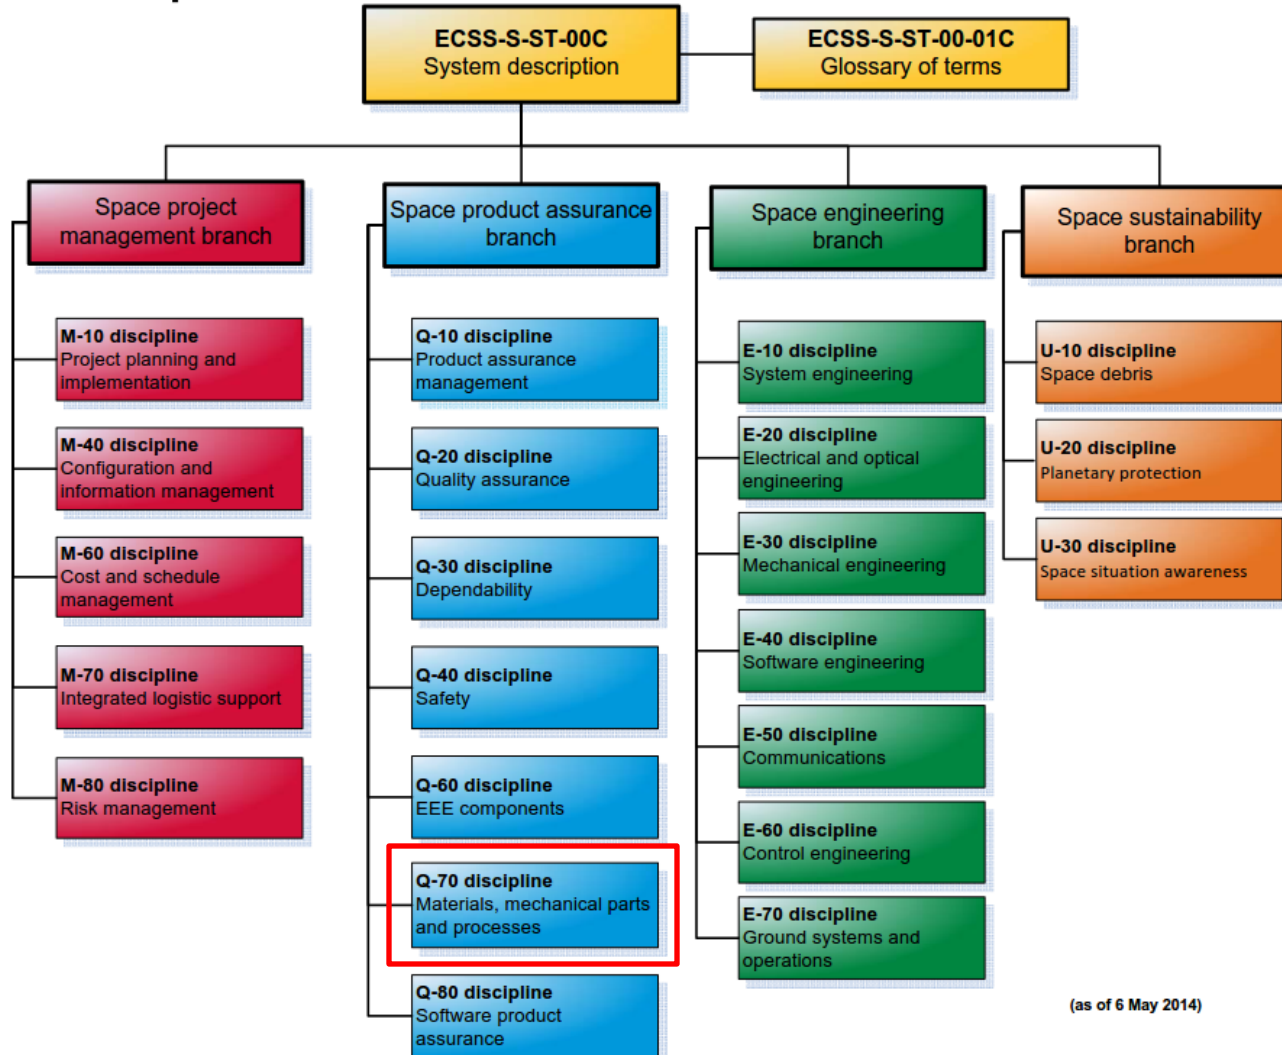 ECSS-S-ST-00C
System description
ECSS-S-ST-00-01C
Glossary of terms
Space project
management branch
Space product assurance
branch
Space engineering
branch
Space sustainability
branch
M-10 discipline
Project planning and
implementation
M-40 discipline
Configuration and
information management
M-60 discipline
Cost and schedule
management
M-70 discipline
Integrated logistic support
M-80 discipline
Risk management
Q-10 discipline
Product assurance
management
Q-20 discipline
Quality assurance
Q-30 discipline
Dependability
Q-40 discipline
Safety
Q-60 discipline
EEE components
Q-70 discipline
Materials, mechanical parts
and processes
Q-80 discipline
Software product
assurance
E-10 discipline
System engineering
E-20 discipline
Electrical and optical
engineering
E-30 discipline
Mechanical engineering
E-40 discipline
Software engineering
E-50 discipline
Communications
E-60 discipline
Control engineering
E-70 discipline
Ground systems and
operations
U-10 discipline
Space debris
U-20 discipline
Planetary protection
U-30 discipline
Space situation awareness
(as of 6 May 2014)